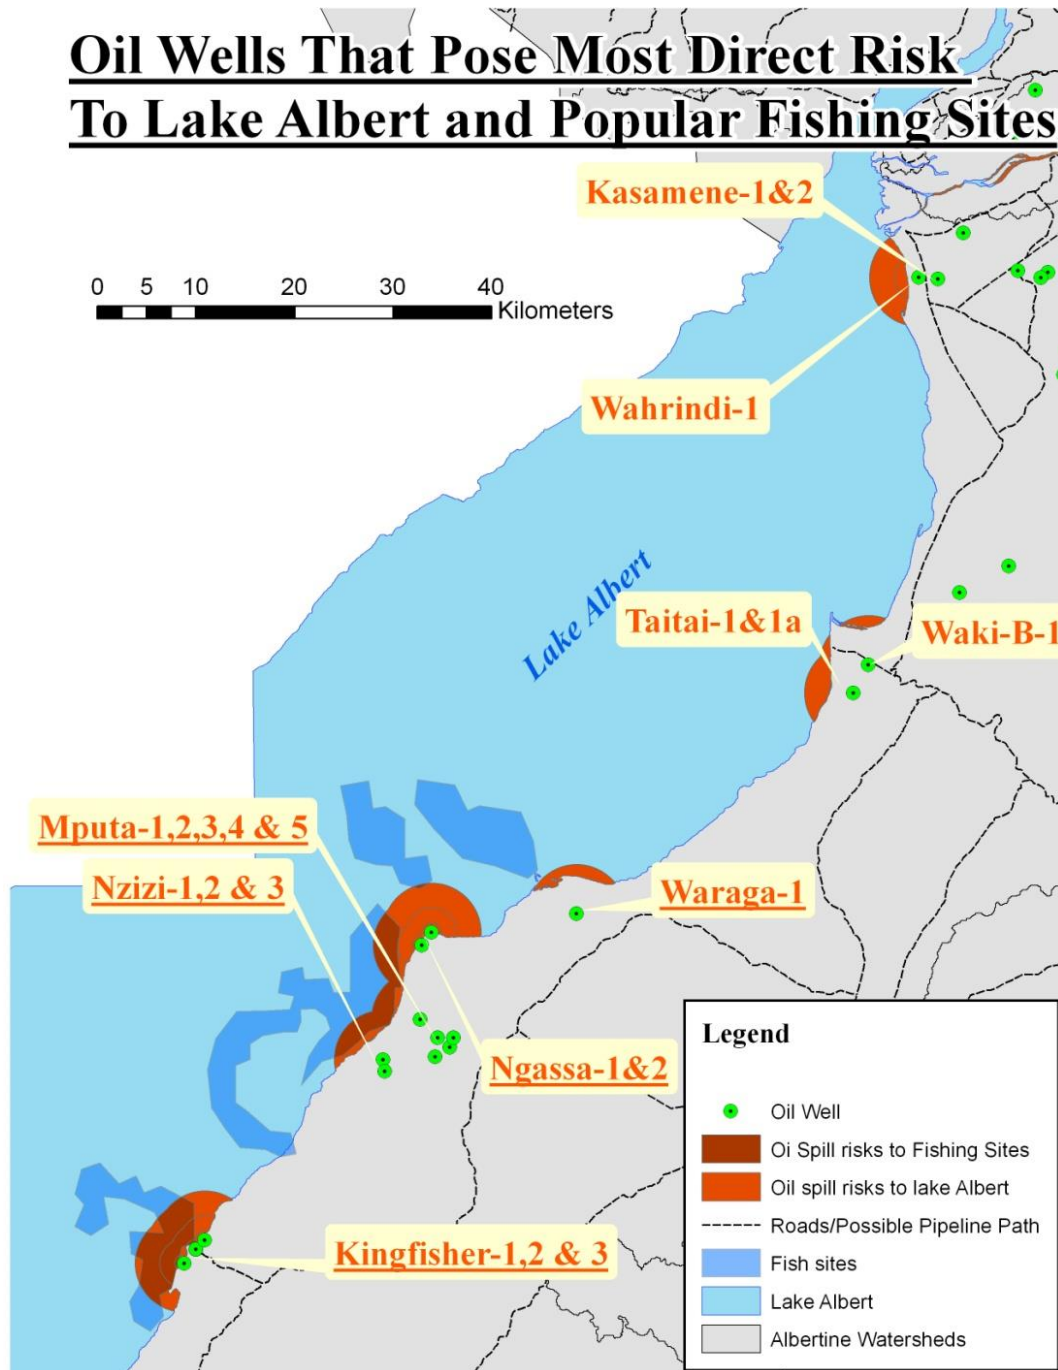 Oil Wells That Pose Most Direct Risk
To Lake Albert and Popular Fishing Sites
Kasamene-1&2
0 5 10 20 30 40
Kilometers
Wahrindi-1
Lake Albert
Taitai-1&1a
Waki-B-1
Mputa-1,2,3,4 & 5
Nzizi-1,2 & 3
Waraga-1
Ngassa-1&2
Kingfisher-1,2 & 3
Legend
Oil Well
Oi Spill risks to Fishing Sites
Oil spill risks to lake Albert
Roads/Possible Pipeline Path
Fish sites
Lake Albert
Albertine Watersheds